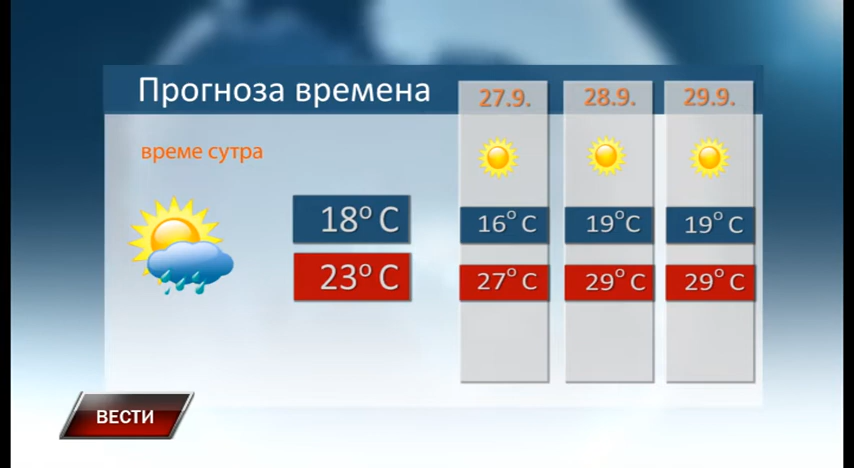 Прогноза времена
27.9. 28.9. 29.9.
време сутра
18° C 16° C 19°C 19° C
23° C 27° C 29° C 29° C
ВЕСТИ